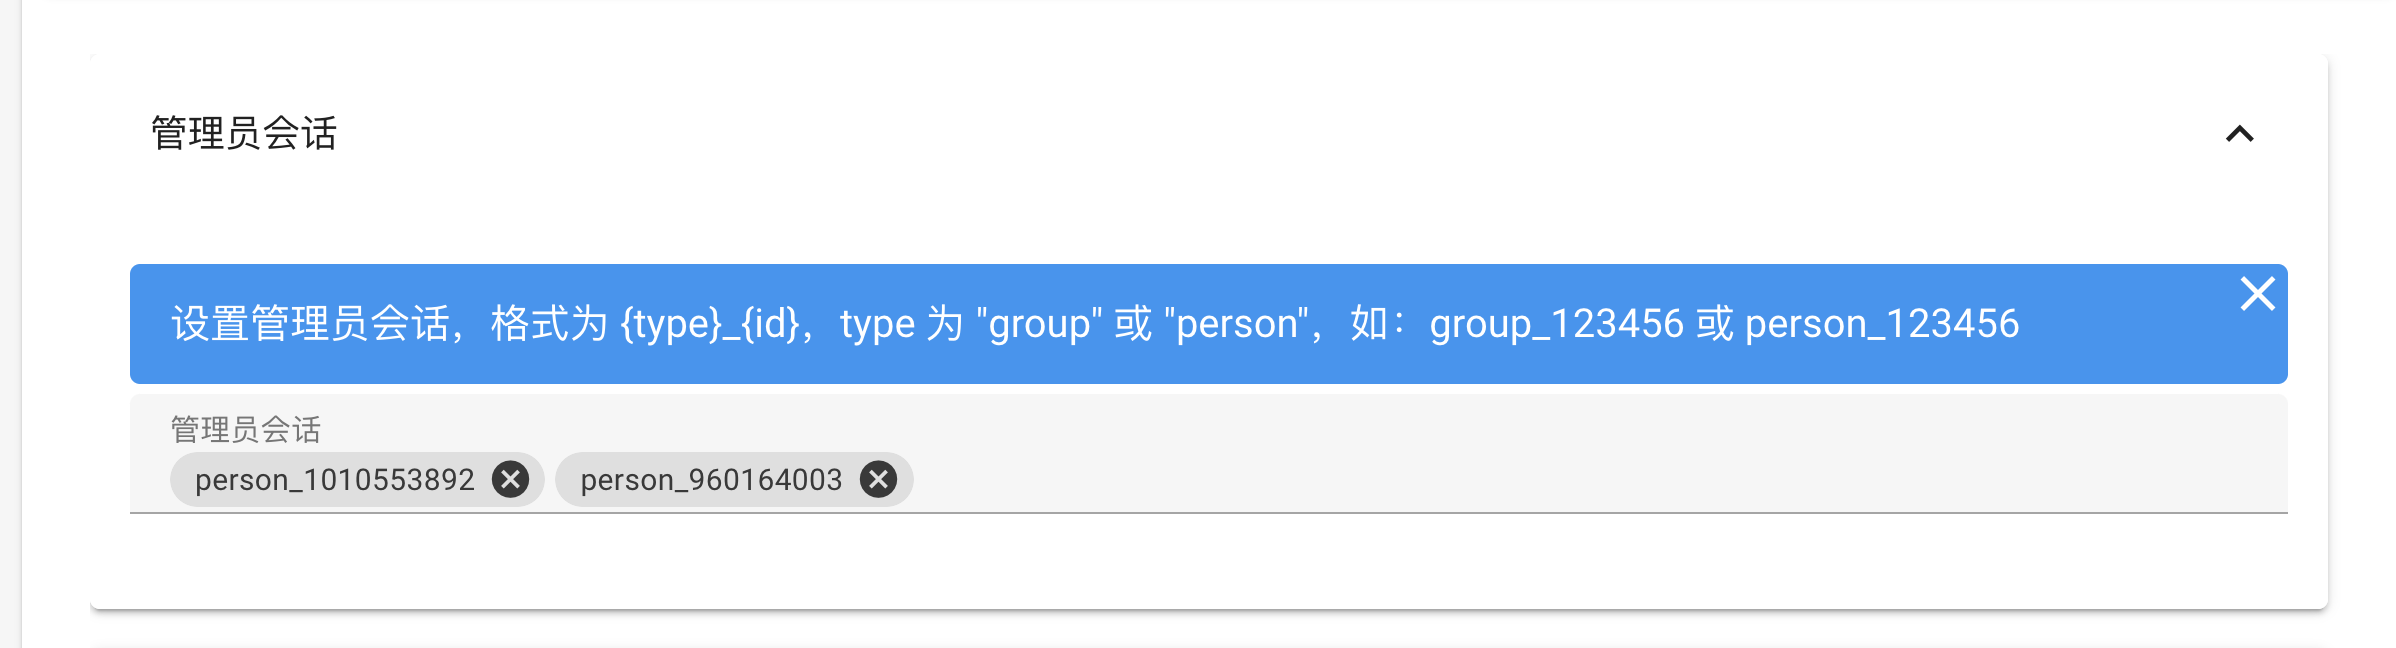 管理员会话
设置管理员会话，格式为 {type}_{id}，type 为 "group" 或 "person"，如：group_123456 或 person_123456
管理员会话
person_1010553892 person_960164003